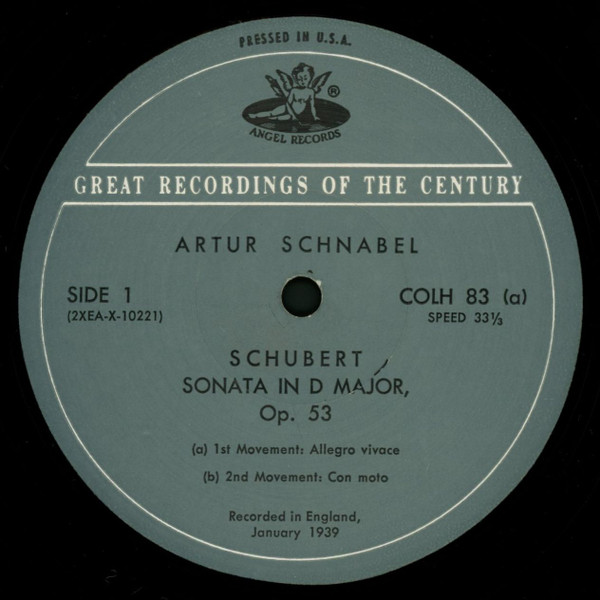 PRESSED IN U.S.A.
®
ANGEL RECORDS
GREAT RECORDINGS OF THE CENTURY
ARTUR SCHNABEL
SIDE 1
(2XEA-X-10221)
COLH 83 (a)
SPEED 33⅓
SCHUBERT
SONATA IN D MAJOR,
Op. 53
(a) 1st Movement: Allegro vivace
(b) 2nd Movement: Con moto
Recorded in England,
January 1939